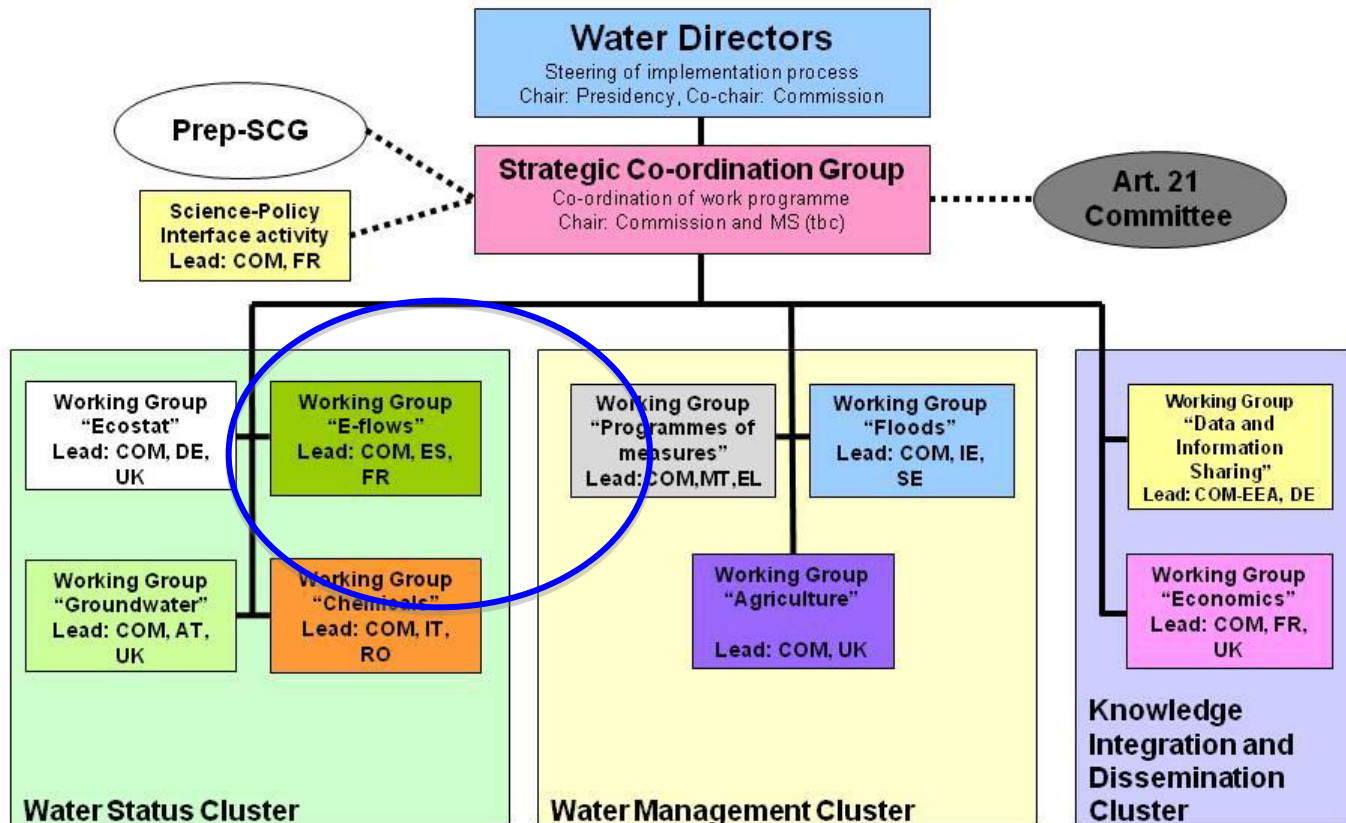 Water Directors
Steering of implementation process
Chair: Presidency, Co-chair: Commission
Prep-SCG
Strategic Co-ordination Group
Co-ordination of work programme
Chair: Commission and MS (tbc)
Art. 21
Committee
Science-Policy
Interface activity
Lead: COM, FR
Working Group
“Ecostat”
Lead: COM, DE,
UK
Working Group
“E-flows”
Lead: COM, ES,
FR
Working Group
“Groundwater”
Lead: COM, AT,
UK
Working Group
“Chemicals”
Lead: COM, IT,
RO
Water Status Cluster
Working Group
“Programmes of
measures”
Lead:COM,MT,EL
Working Group
“Floods”
Lead: COM, IE,
SE
Working Group
“Agriculture”
Lead: COM, UK
Water Management Cluster
Working Group
“Data and
Information
Sharing”
Lead: COM-EEA, DE
Working Group
“Economics”
Lead: COM, FR,
UK
Knowledge
Integration and
Dissemination
Cluster